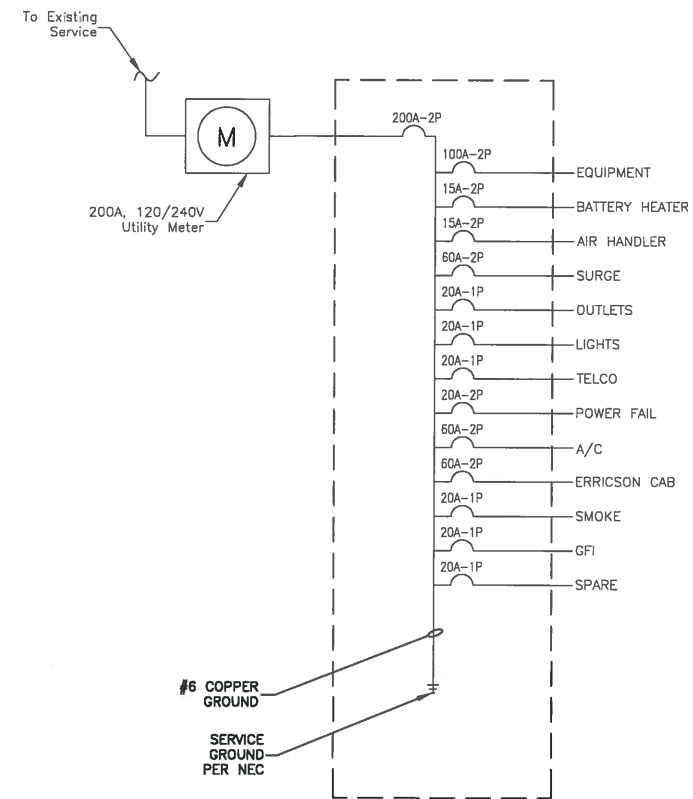 To Existing
Service
M
200A, 120/240V
Utility Meter
200A-2P
100A-2P
EQUIPMENT
15A-2P
BATTERY HEATER
15A-2P
AIR HANDLER
60A-2P
SURGE
20A-1P
OUTLETS
20A-1P
LIGHTS
20A-1P
TELCO
20A-2P
POWER FAIL
60A-2P
A/C
60A-2P
ERRICSON CAB
20A-1P
SMOKE
20A-1P
GFI
20A-1P
SPARE
#6 COPPER
GROUND
SERVICE
GROUND
PER NEC